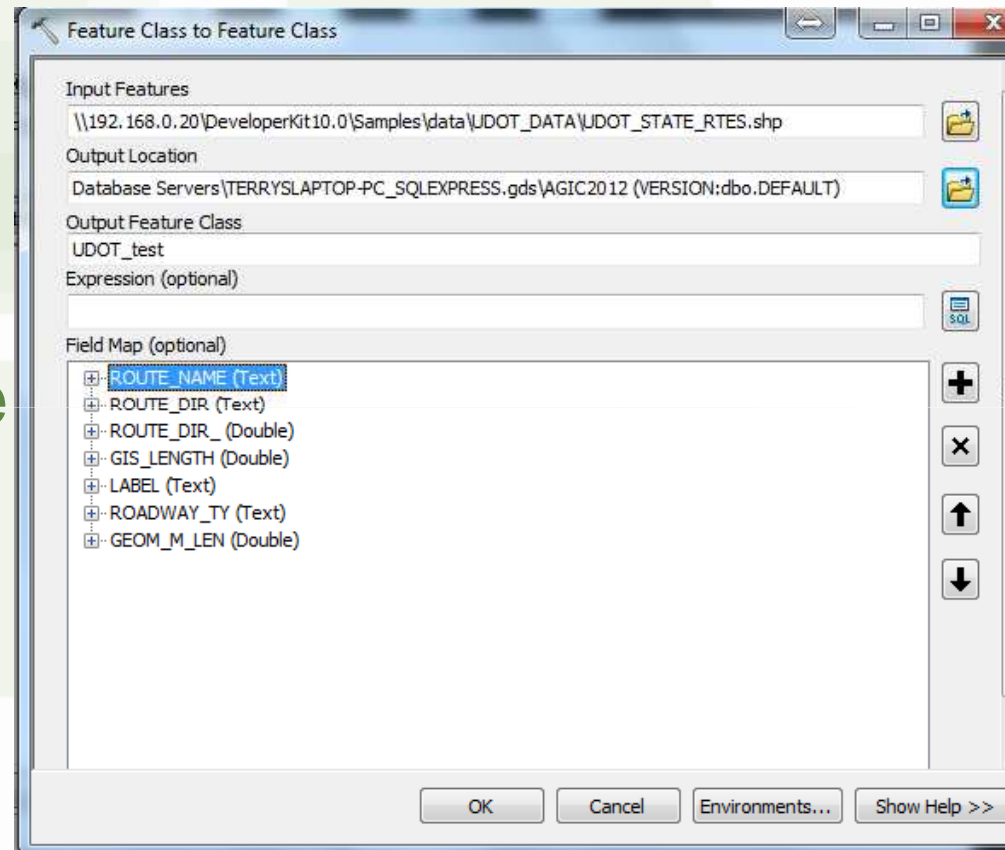 Feature Class to Feature Class
Input Features
\\192.168.0.20\DeveloperKit10.0\Samples\data\UDOT_DATA\UDOT_STATE_RTES.shp
Output Location
Database Servers\TERRYSLAPTOP-PC_SQLEXPRESS.gds\AGIC2012 (VERSION:dbo.DEFAULT)
Output Feature Class
UDOT_test
Expression (optional)
SQL
Field Map (optional)
ROUTE_NAME (Text)
ROUTE_DIR (Text)
ROUTE_DIR_ (Double)
GIS_LENGTH (Double)
LABEL (Text)
ROADWAY_TY (Text)
GEOM_M_LEN (Double)
e
OK Cancel Environments... Show Help >>